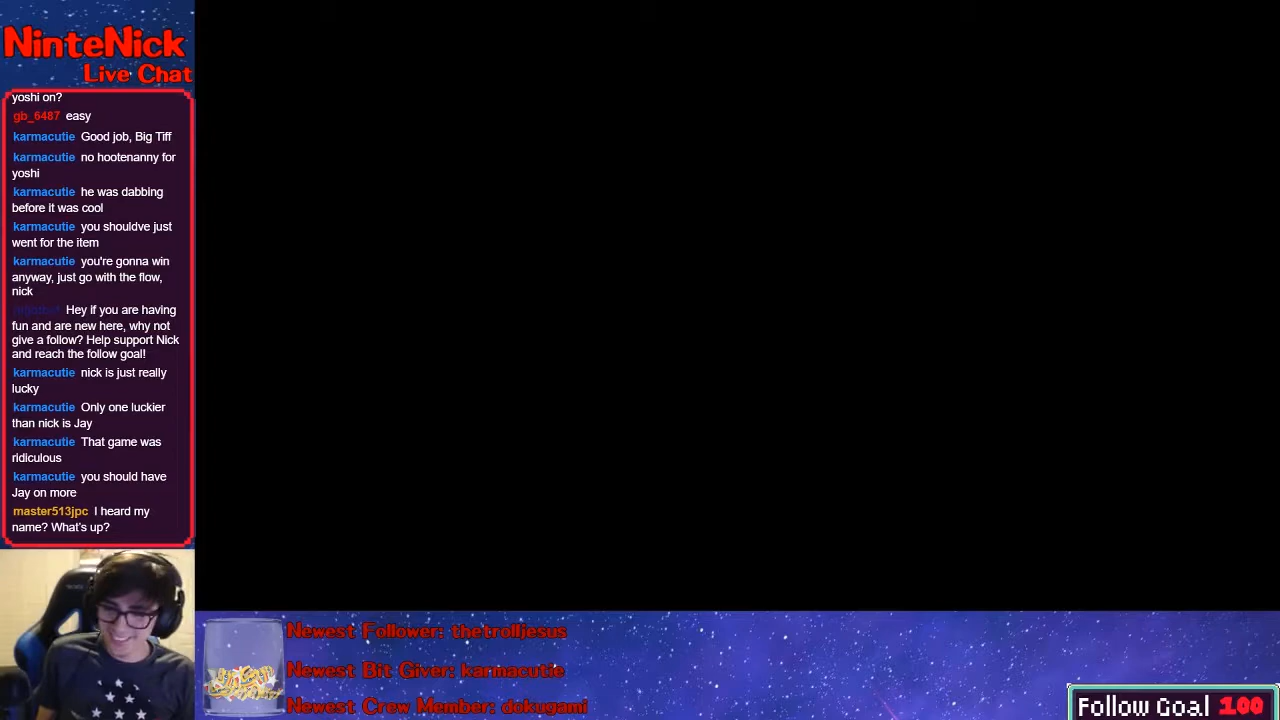 NinteNick
Live Chat
yoshi on?
gb_6487 easy
karmacutie Good job, Big Tiff
karmacutie no hootenanny for
yoshi
karmacutie he was dabbing
before it was cool
karmacutie you shouldve just
went for the item
karmacutie you're gonna win
anyway, just go with the flow,
nick
Hey if you are having
fun and are new here, why not
give a follow? Help support Nick
and reach the follow goal!
karmacutie nick is just really
lucky
karmacutie Only one luckier
than nick is Jay
karmacutie That game was
ridiculous
karmacutie you should have
Jay on more
master513jpc I heard my
name? What's up?
Newest Follower: thetrolljesus
Newest Bit Giver: karmacutie
Newest Crew Member: dokugami
Follow Goal 100